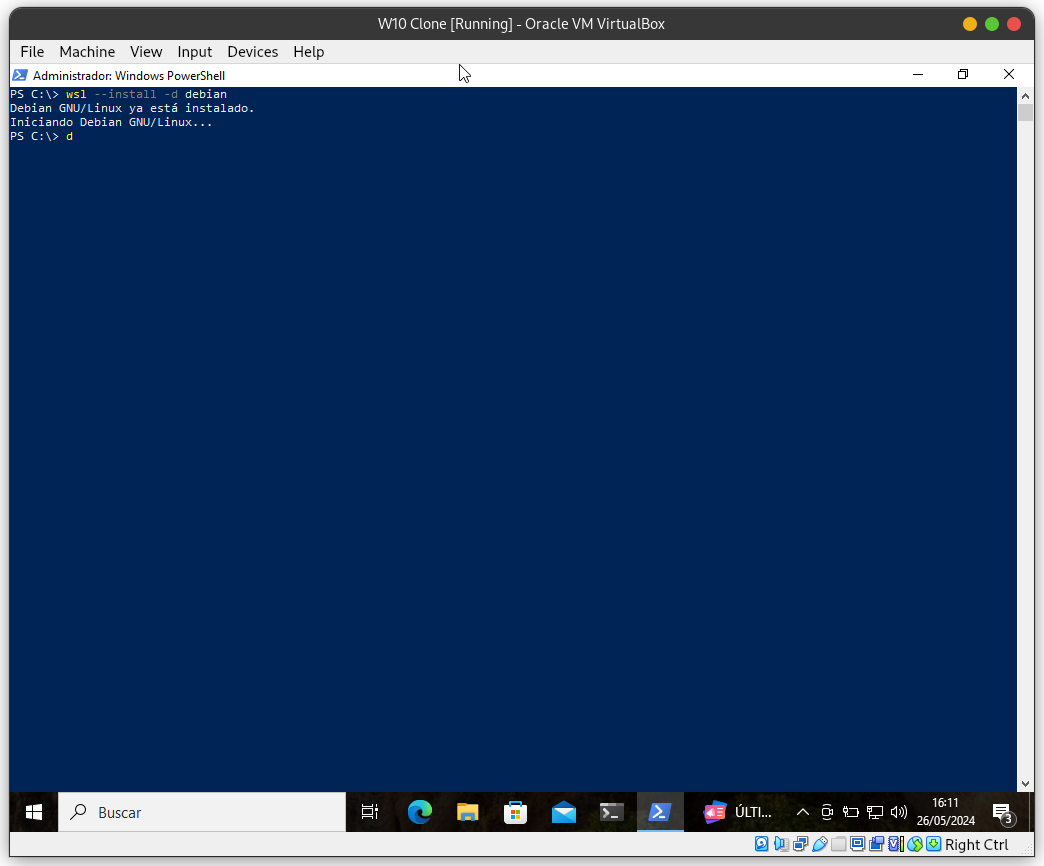 W10 Clone [Running] - Oracle VM VirtualBox
File Machine View Input Devices Help
Administrador: Windows PowerShell
PS C:\> wsl --install -d debian
Debian GNU/Linux ya está instalado.
Iniciando Debian GNU/Linux...
PS C:\> d
Buscar
ÚLTI...
16:11
26/05/2024
3
Right Ctrl